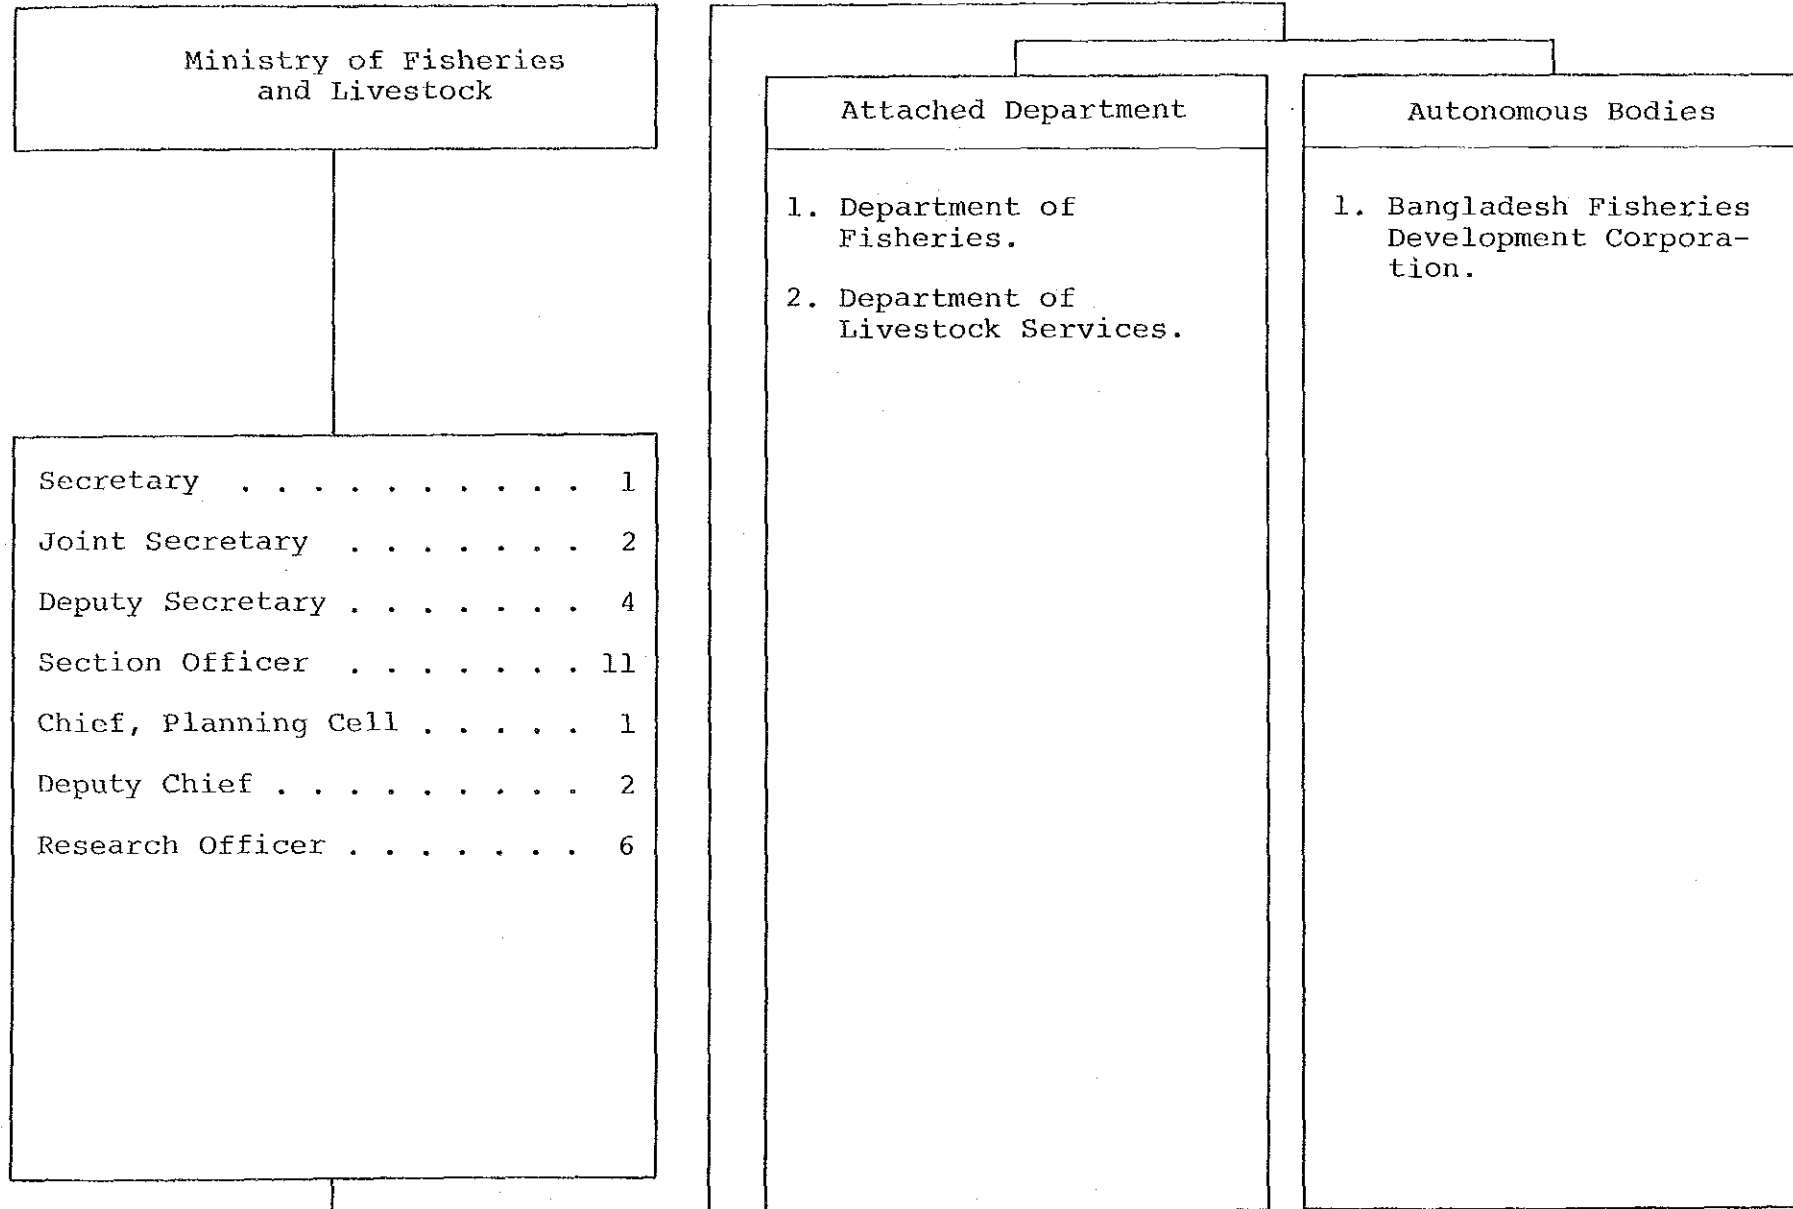 Ministry of Fisheries
and Livestock
Secretary . . . . . . . . . . 1
Joint Secretary . . . . . . . 2
Deputy Secretary . . . . . . . 4
Section Officer . . . . . . . 11
Chief, Planning Cell . . . . . 1
Deputy Chief . . . . . . . . . 2
Research Officer . . . . . . . 6
Attached Department
1. Department of
Fisheries.
2. Department of
Livestock Services.
Autonomous Bodies
1. Bangladesh Fisheries
Development Corpora-
tion.